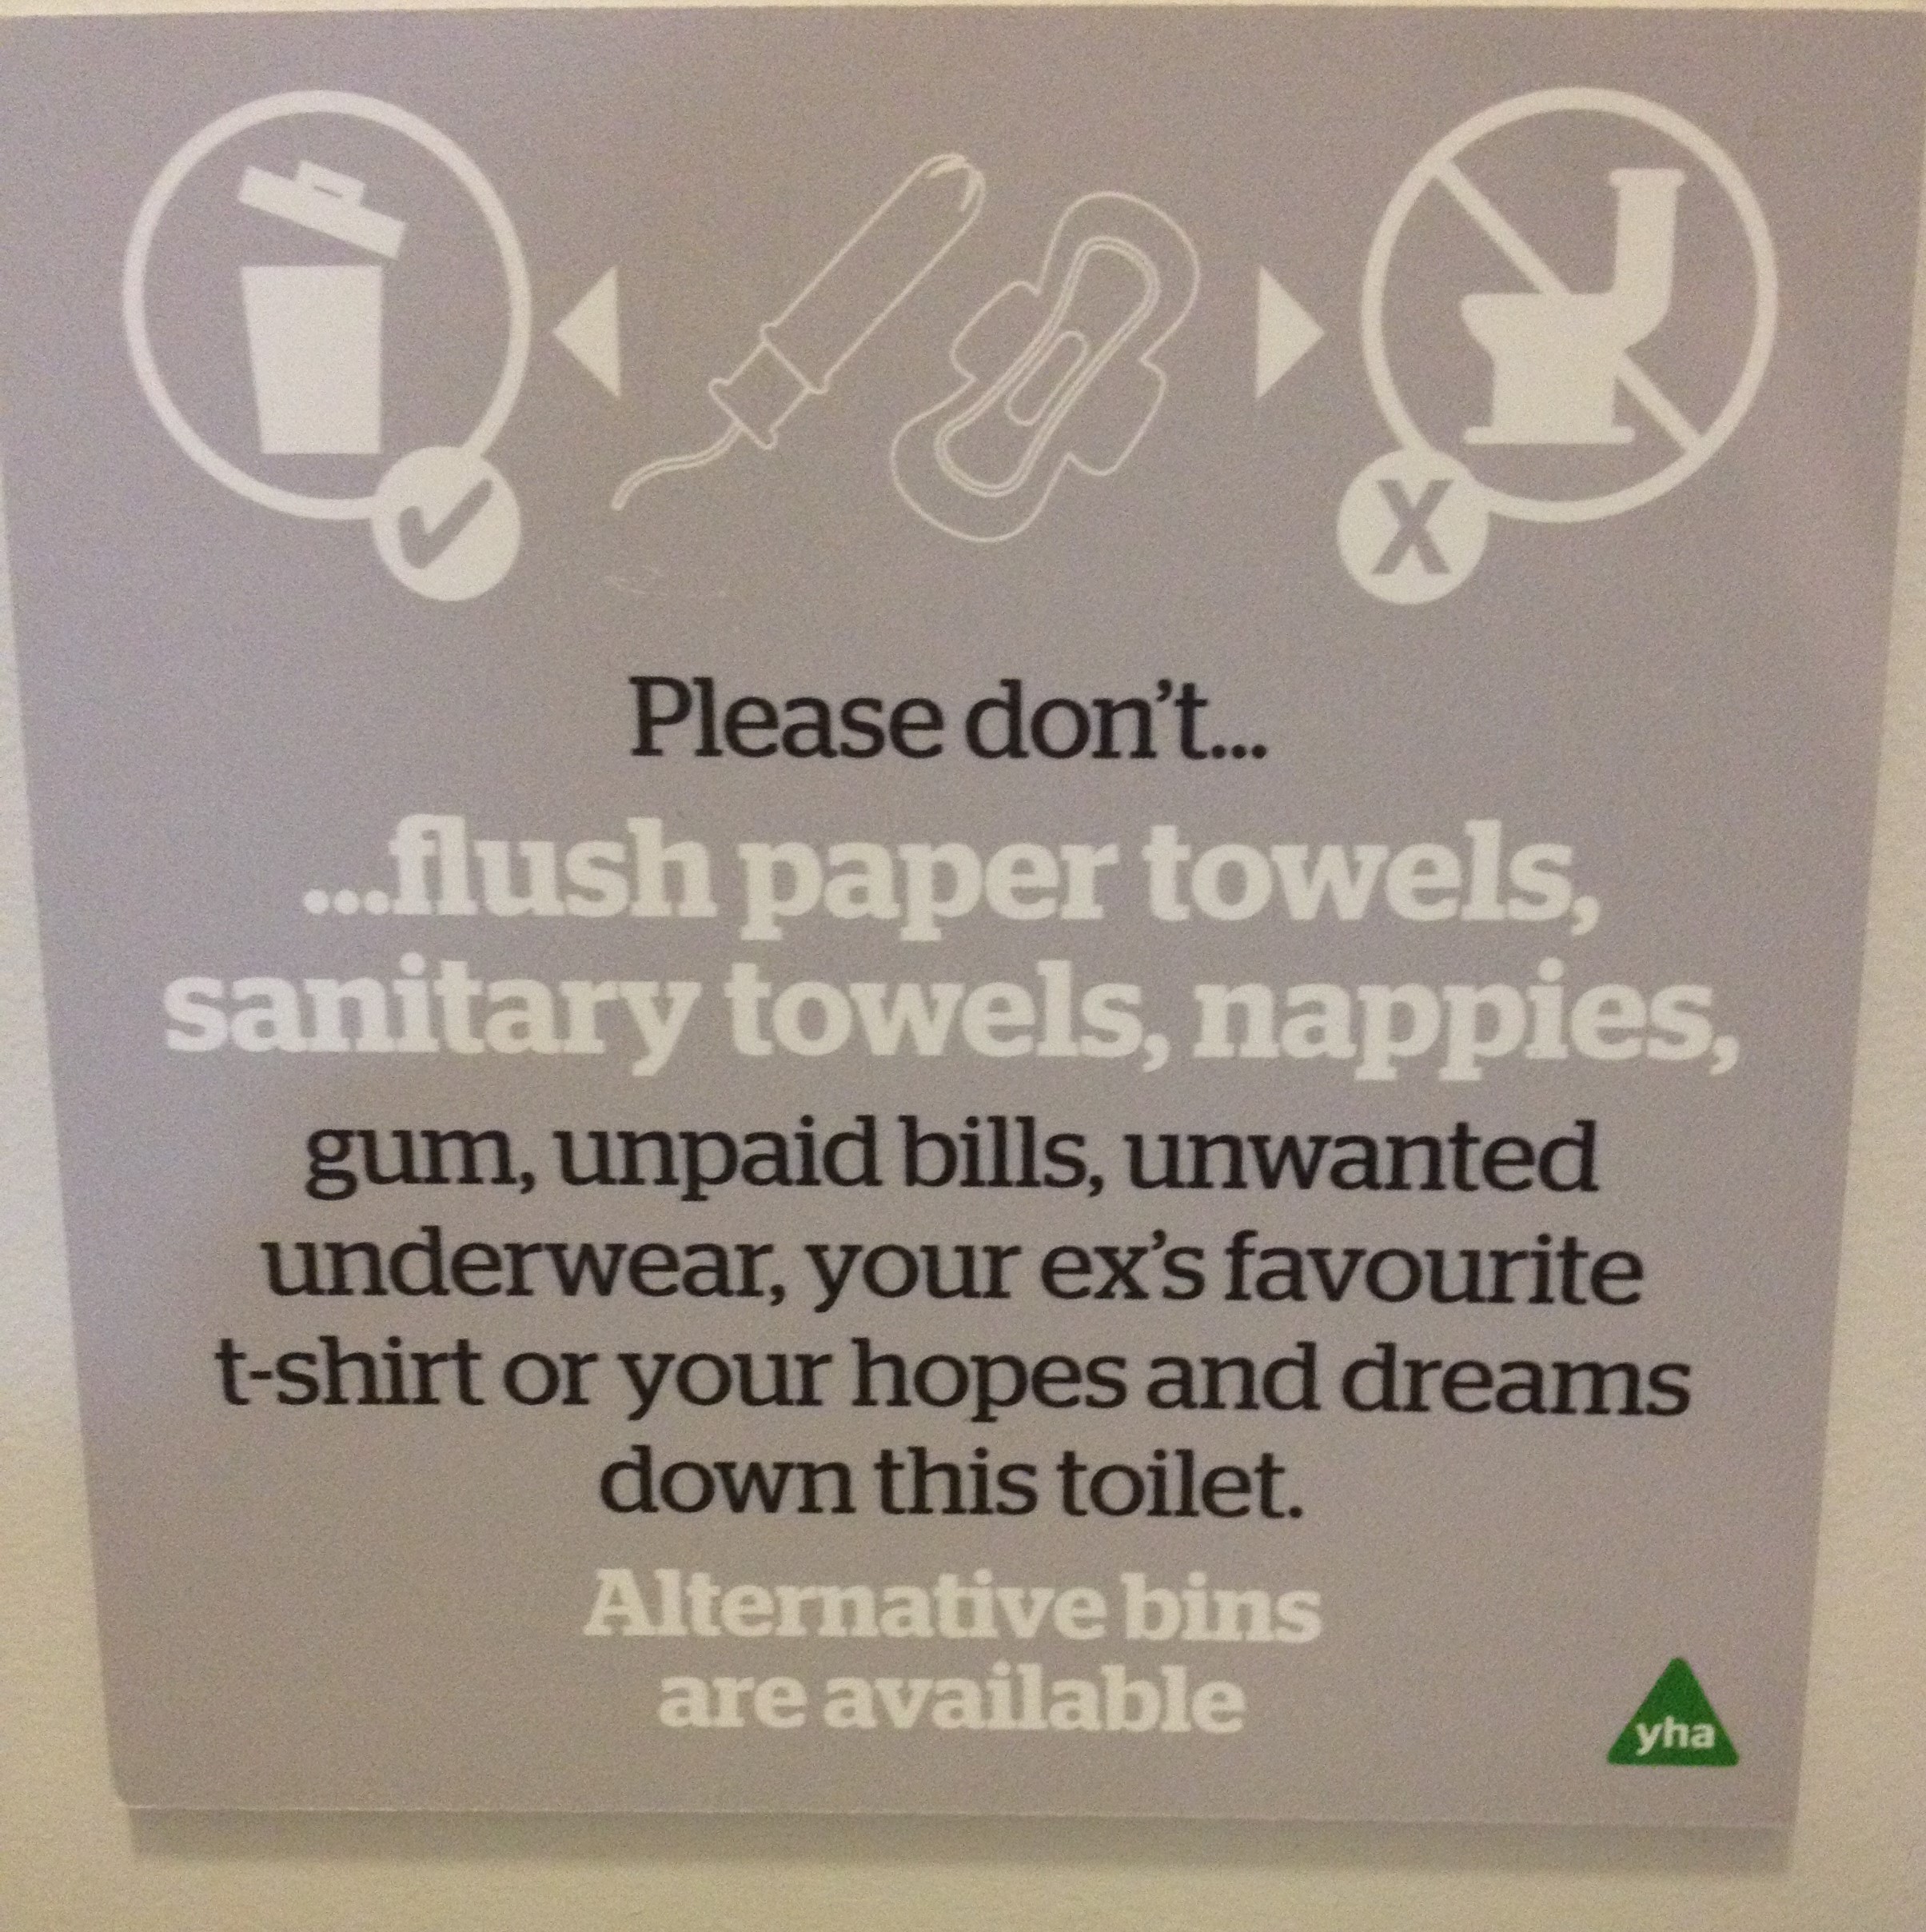 X
Please don't...
...flush paper towels,
sanitary towels, nappies,
gum, unpaid bills, unwanted
underwear, your ex's favourite
t-shirt or your hopes and dreams
down this toilet.
Alternative bins
are available
yha